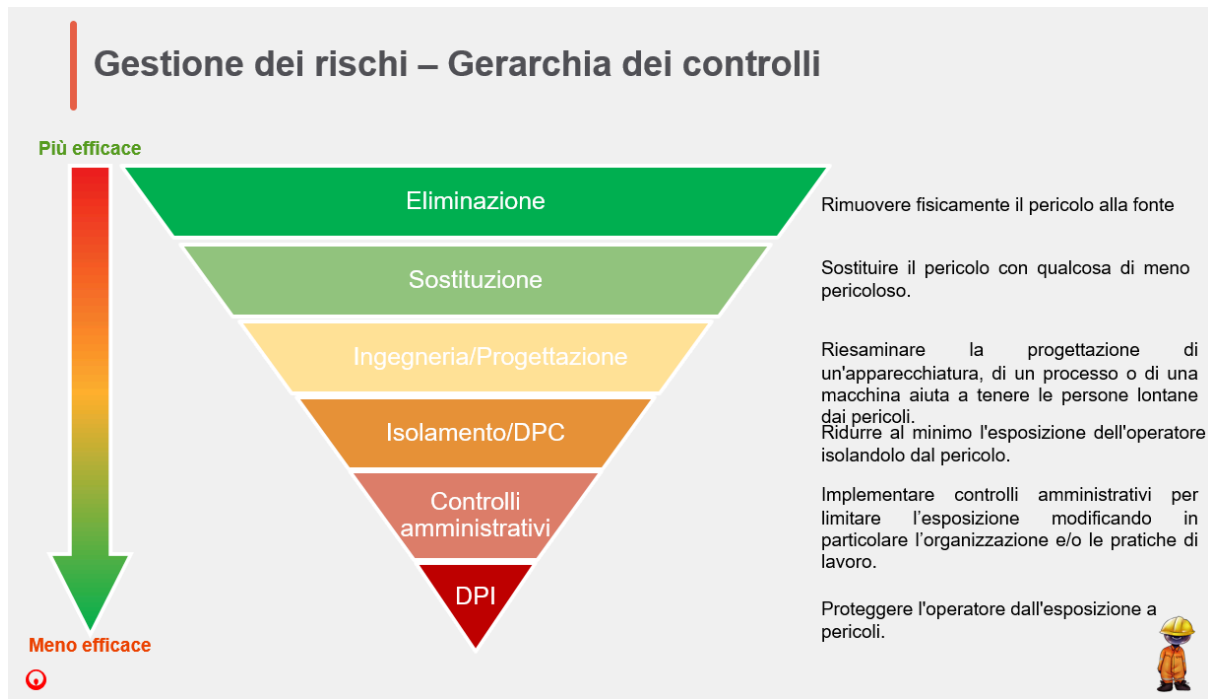 Gestione dei rischi – Gerarchia dei controlli
Più efficace
Eliminazione
Rimuovere fisicamente il pericolo alla fonte
Sostituzione
Sostituire il pericolo con qualcosa di meno
pericoloso.
Ingegneria/Progettazione
Riesaminare la progettazione di
un'apparecchiatura, di un processo o di una
macchina aiuta a tenere le persone lontane
dai pericoli.
Isolamento/DPC
Ridurre al minimo l'esposizione dell'operatore
isolandolo dal pericolo.
Controlli
amministrativi
Implementare controlli amministrativi per
limitare l’esposizione modificando in
particolare l’organizzazione e/o le pratiche di
lavoro.
DPI
Proteggere l'operatore dall'esposizione a
pericoli.
Meno efficace